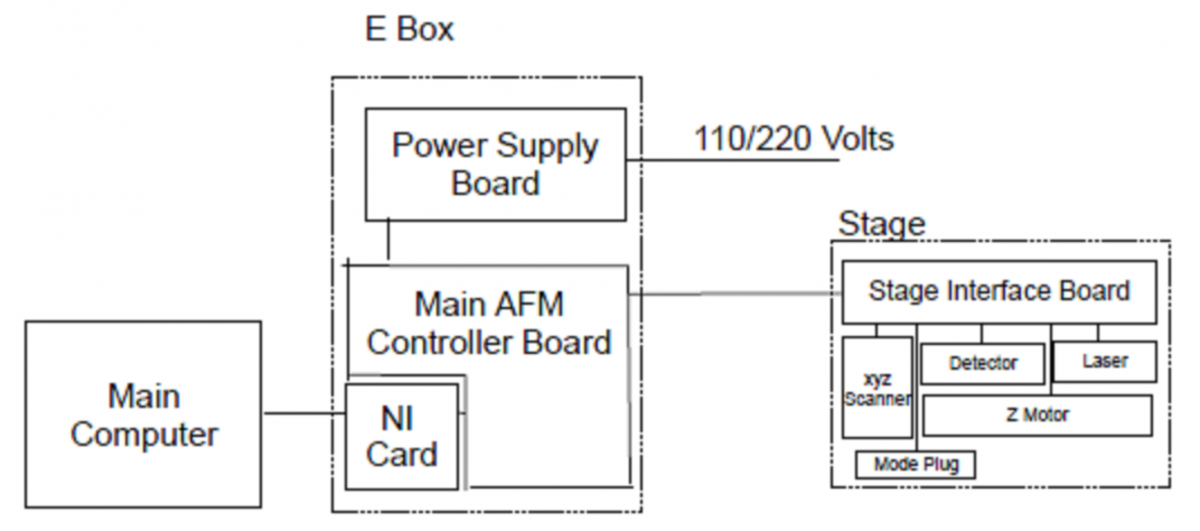 E Box
Power Supply
Board
110/220 Volts
Stage
Main AFM
Controller Board
Stage Interface Board
Detector
Laser
xyz
Scanner
Z Motor
Mode Plug
Main
Computer
NI
Card